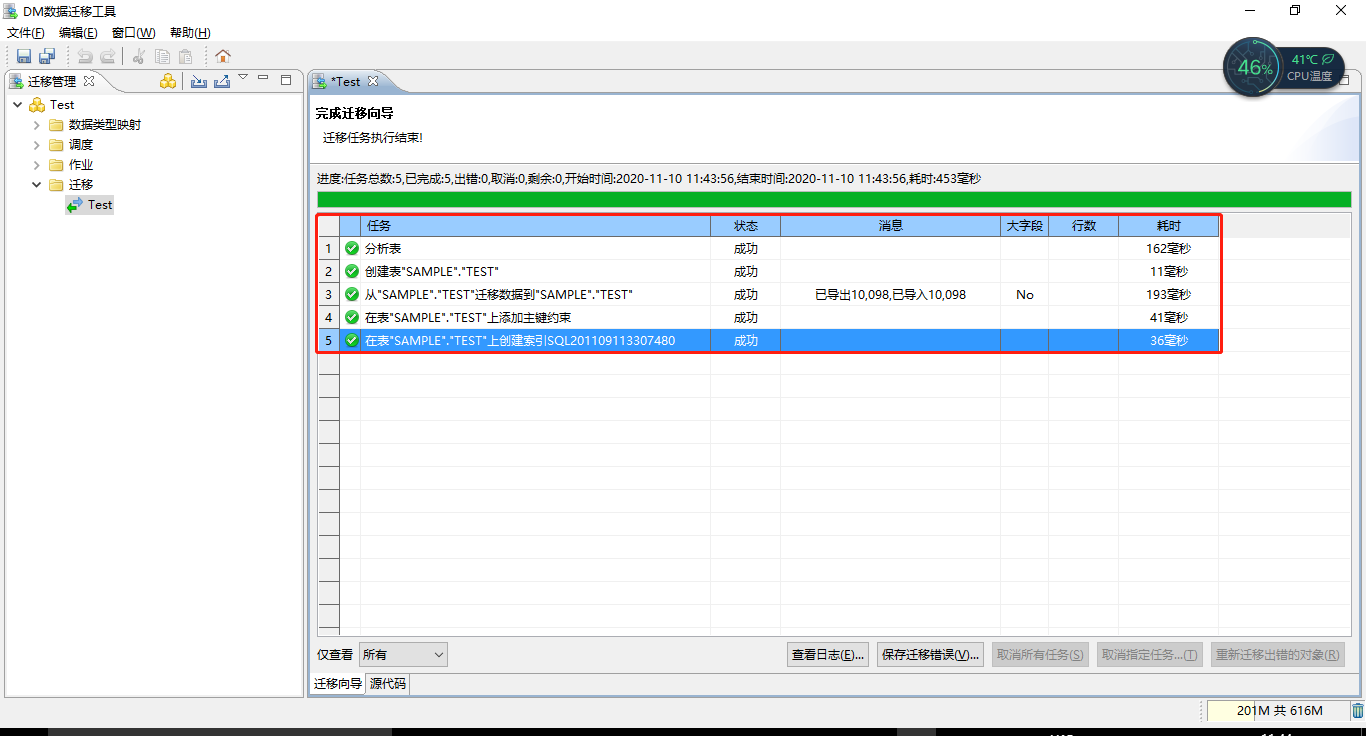 DM数据迁移工具
文件(F) 编辑(E) 窗口(W) 帮助(H)
46%
41℃
CPU温度
迁移管理
Test
数据类型映射
调度
作业
迁移
Test
*Test
完成迁移向导
迁移任务执行结束!
进度:任务总数:5,已完成:5,出错:0,取消:0,剩余:0,开始时间:2020-11-10 11:43:56,结束时间:2020-11-10 11:43:56,耗时:453毫秒
任务 状态 消息 大字段 行数 耗时
1 分析表 成功 162毫秒
2 创建表"SAMPLE"."TEST" 成功 11毫秒
3 从"SAMPLE"."TEST"迁移数据到"SAMPLE"."TEST" 成功 已导出10,098,已导入10,098 No 193毫秒
4 在表"SAMPLE"."TEST"上添加主键约束 成功 41毫秒
5 在表"SAMPLE"."TEST"上创建索引SQL201109113307480 成功 36毫秒
仅查看 所有 查看日志(E)... 保存迁移错误(V)... 取消所有任务(S) 取消指定任务...(T) 重新迁移出错的对象(R)
迁移向导 源代码
201M 共 616M